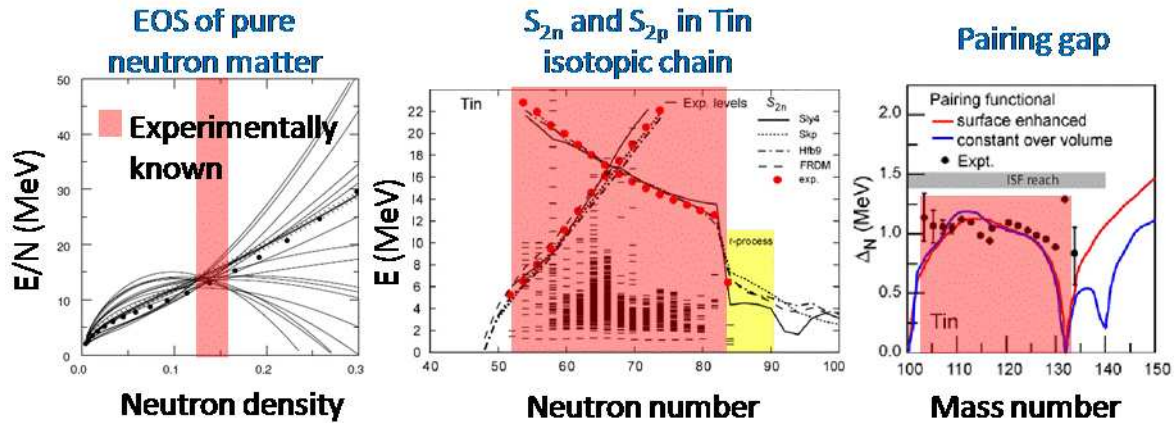 EOS of pure
neutron matter
50
40
30
20
10
0
E/N (MeV)
Experimentally
known
0.0
0.1
0.2
0.3
Neutron density
S2n and S2p in Tin
isotopic chain
24
22
20
18
16
14
12
10
8
6
4
2
0
E (MeV)
Tin
Exp. levels
S2n
Sly4
Skp
Hfb9
FRDM
exp.
r-process
40
50
60
70
80
90
100
Neutron number
Pairing gap
2.0
1.5
1.0
0.5
0.0
ΔN (MeV)
Pairing functional
surface enhanced
constant over volume
Expt.
ISF reach
Tin
100
110
120
130
140
150
Mass number